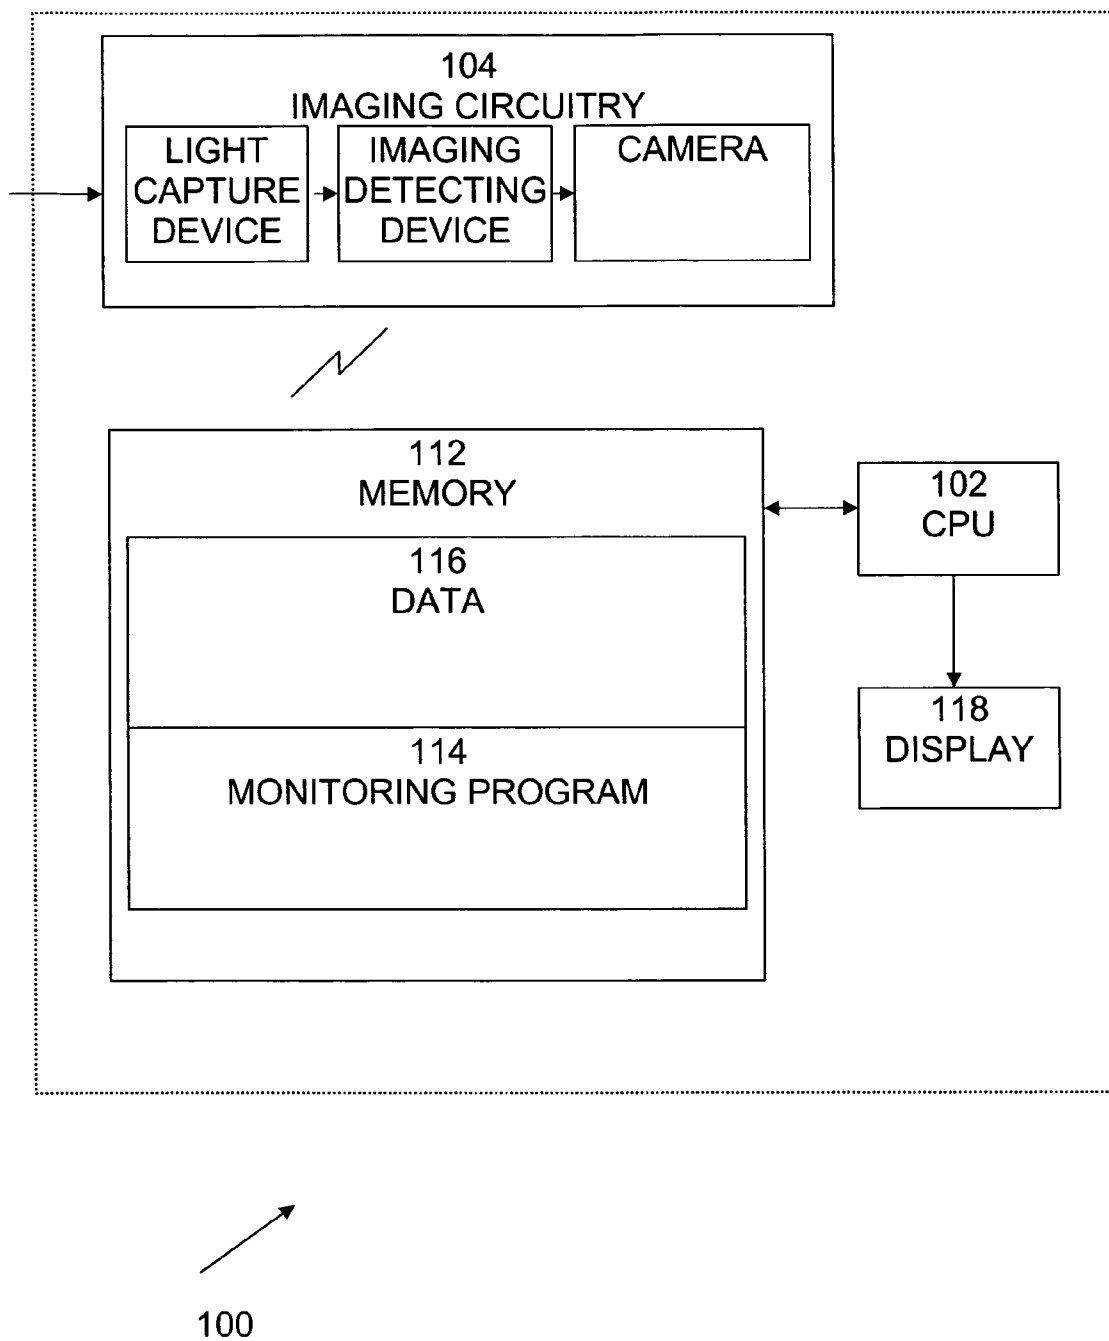 104
IMAGING CIRCUITRY
LIGHT
CAPTURE
DEVICE
IMAGING
DETECTING
DEVICE
CAMERA
112
MEMORY
116
DATA
114
MONITORING PROGRAM
102
CPU
118
DISPLAY
100